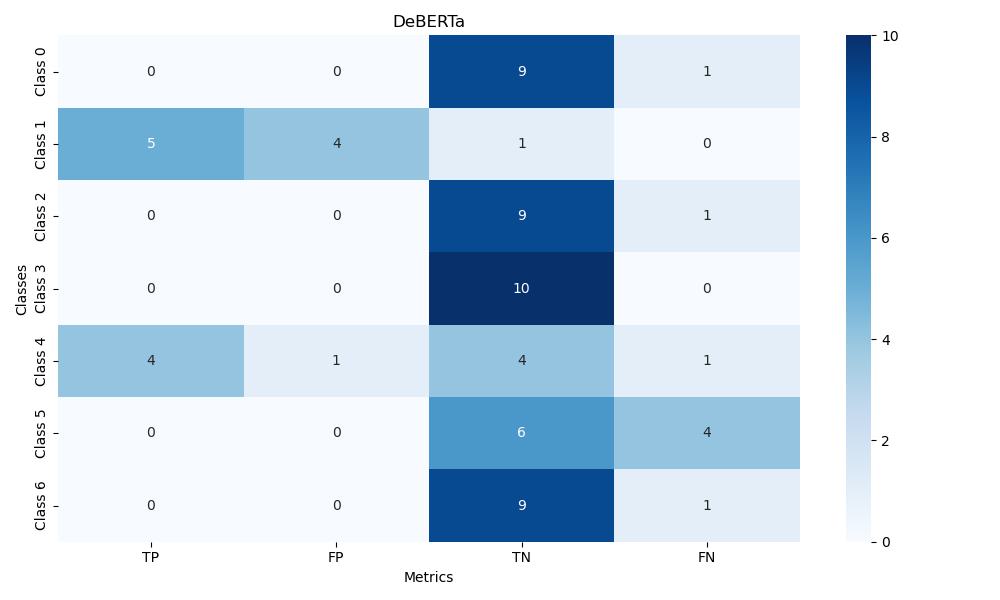 DeBERTa
Classes
Class 0 0 0 9 1
Class 1 5 4 1 0
Class 2 0 0 9 1
Class 3 0 0 10 0
Class 4 4 1 4 1
Class 5 0 0 6 4
Class 6 0 0 9 1
TP FP TN FN
Metrics
10
8
6
4
2
0